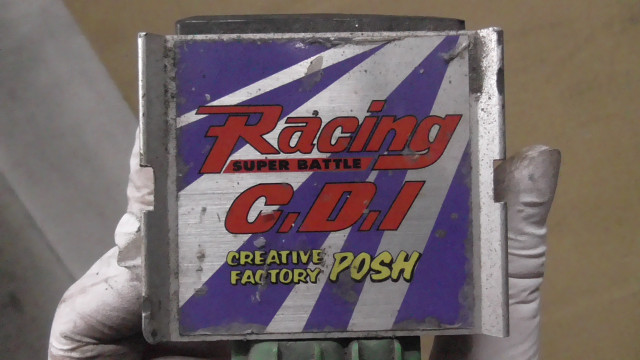 Racing
SUPER BATTLE
C.D.I
CREATIVE
FACTORY POSH